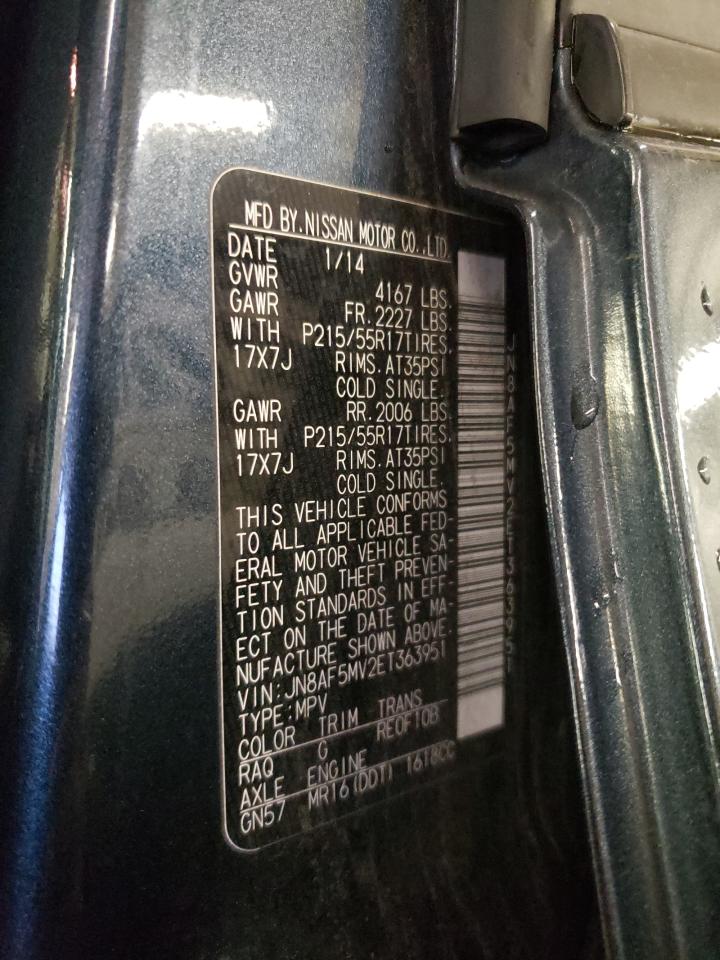 MFD BY.NISSAN MOTOR CO.,LTD.
DATE 1/14
GVWR 4167 LBS.
GAWR FR.2227 LBS.
WITH P215/55R17TIRES.
17X7J RIMS.AT35PSI
COLD SINGLE.
GAWR RR.2006 LBS.
WITH P215/55R17TIRES.
17X7J RIMS.AT35PSI
COLD SINGLE.
THIS VEHICLE CONFORMS
TO ALL APPLICABLE FED-
ERAL MOTOR VEHICLE SA-
FETY AND THEFT PREVEN-
TION STANDARDS IN EFF-
ECT ON THE DATE OF MA-
NUFACTURE SHOWN ABOVE.
VIN:JN8AF5MV2ET363951
TYPE:MPV
COLOR TRIM TRANS
RAQ G RE0F10B
AXLE ENGINE
GN57 MR16(DDT) 1618CC
JN8AF5MV2ET363951